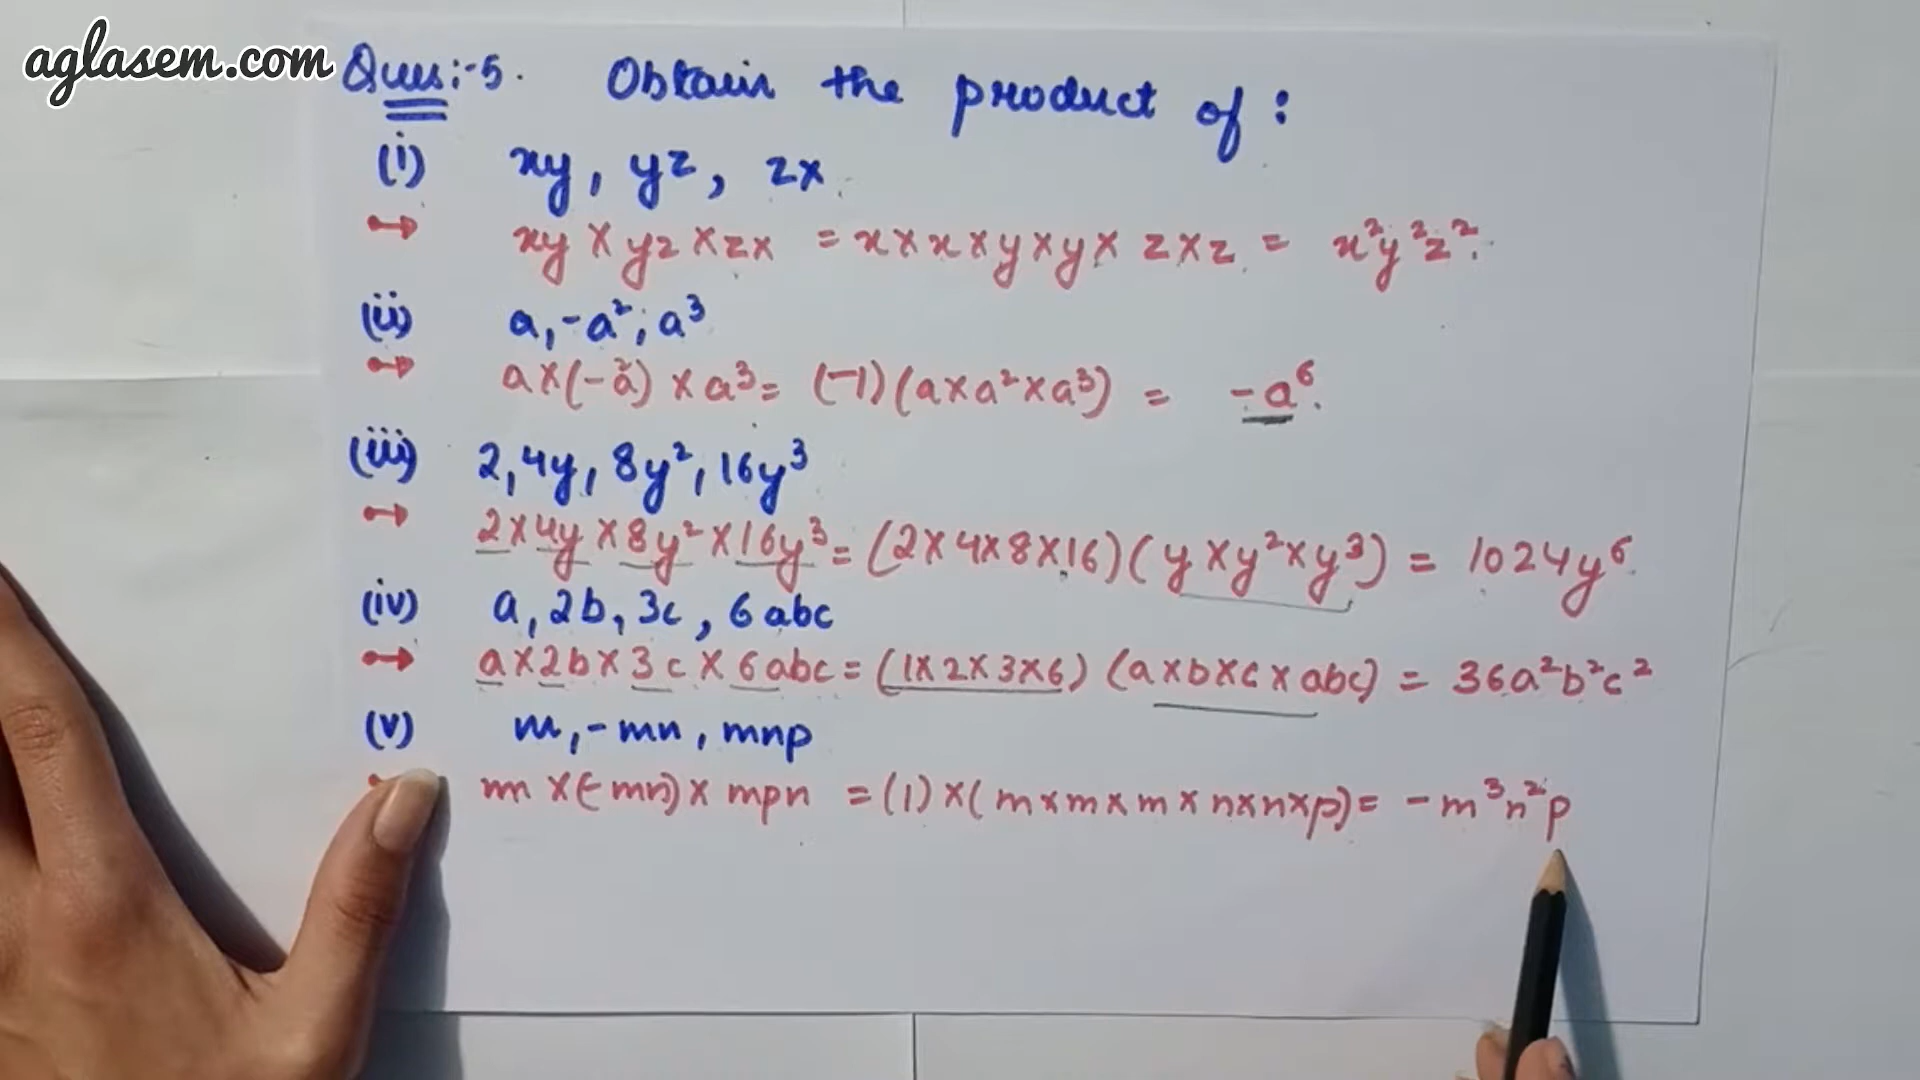 aglasem.com
Ques:-5. Obtain the product of :
(i) xy, yz, zx
xy × yz × zx = x × x × y × y × z × z = x²y²z².
(ii) a, -a², a³
a×(-a²) × a³ = (-1)(a×a²×a³) = -a⁶.
(iii) 2, 4y, 8y², 16y³
2×4y×8y²×16y³ = (2×4×8×16)(y×y²×y³) = 1024y⁶.
(iv) a, 2b, 3c, 6abc
a×2b×3c×6abc = (1×2×3×6) (a×b×c×abc) = 36a²b²c²
(v) m, -mn, mnp
m ×(-mn)× mpn = (1)×(m×m×m×n×n×p) = -m³n²p